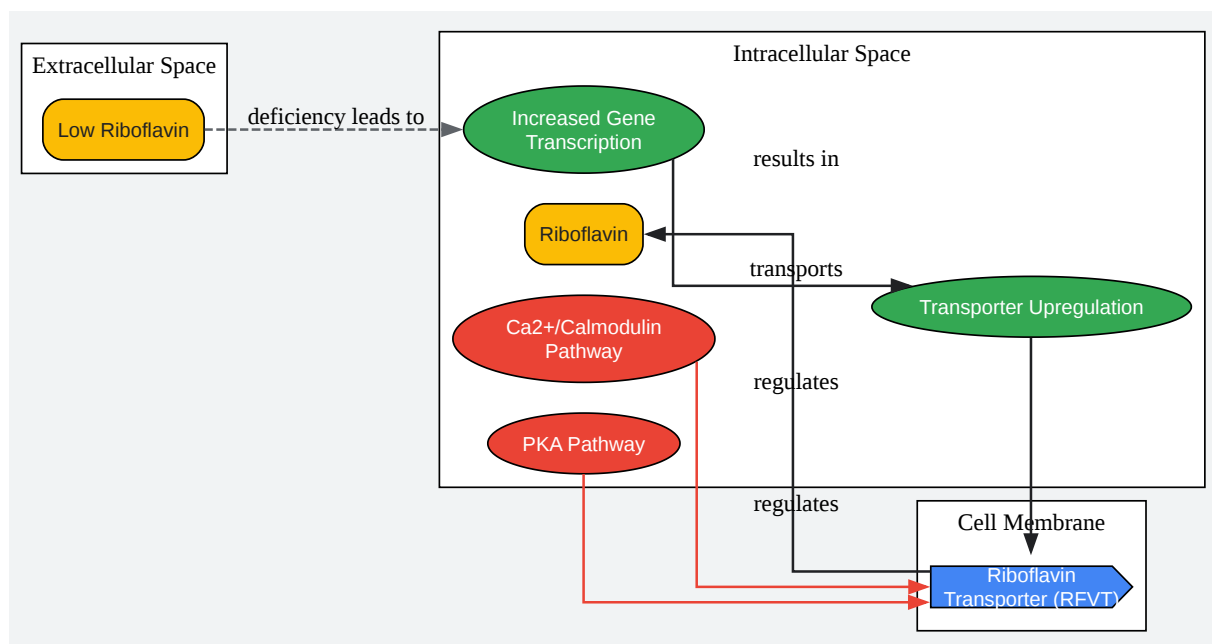 Extracellular Space
Low Riboflavin
deficiency leads to
Intracellular Space
Increased Gene
Transcription
results in
Riboflavin
transports
Transporter Upregulation
Ca2+/Calmodulin
Pathway
regulates
PKA Pathway
regulates
Cell Membrane
Riboflavin
Transporter (RFVT)